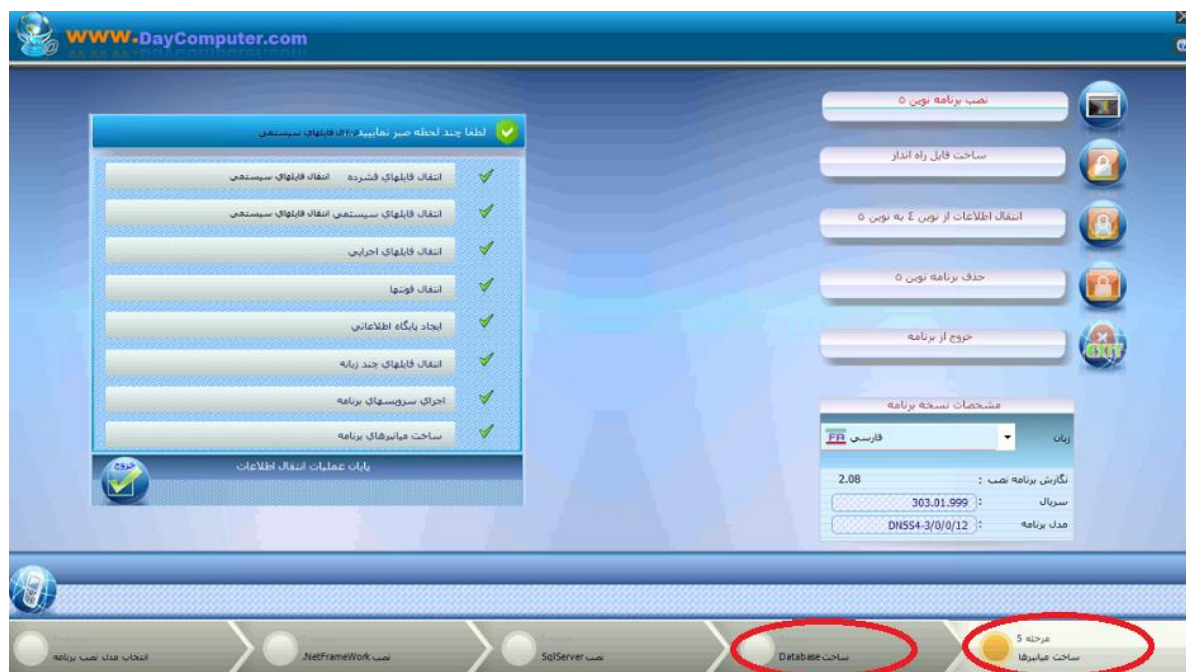 WWW.DayComputer.com
نصب برنامه نوین ۵
ساخت فایل راه انداز
انتقال اطلاعات از نوین ٤ به نوین ۵
حذف برنامه نوین ۵
خروج از برنامه
EXIT
مشخصات نسخه برنامه
زبان
فارسی FA
نگارش برنامه نصب : 2.08
سریال : 303.01.999
مدل برنامه : DN5S4-3/0/0/12
لطفا چند لحظه صبر نمایید
انتقال فایلهای فشرده انتقال فایلهای سیستمی
انتقال فایلهای سیستمی انتقال فایلهای سیستمی
انتقال فایلهای اجرایی
انتقال فونتها
ایجاد پایگاه اطلاعاتی
انتقال فایلهای چند زبانه
اجرای سرویسهای برنامه
ساخت میانبرهای برنامه
پایان عملیات انتقال اطلاعات
خروج
مرحله 5
ساخت میانبرها
ساخت Database
نصب SqlServer
نصب NetFrameWork.
انتخاب مدل نصب برنامه